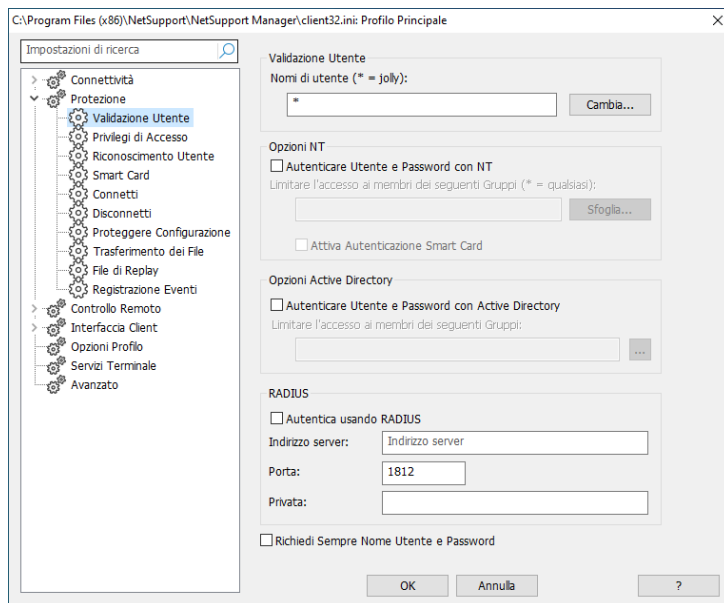 C:\Program Files (x86)\NetSupport\NetSupport Manager\client32.ini: Profilo Principale
Impostazioni di ricerca
Connettività
Protezione
Validazione Utente
Privilegi di Accesso
Riconoscimento Utente
Smart Card
Connetti
Disconnetti
Proteggere Configurazione
Trasferimento dei File
File di Replay
Registrazione Eventi
Controllo Remoto
Interfaccia Client
Opzioni Profilo
Servizi Terminale
Avanzato
Validazione Utente
Nomi di utente (* = jolly):
*
Cambia...
Opzioni NT
Autenticare Utente e Password con NT
Limitare l'accesso ai membri dei seguenti Gruppi (* = qualsiasi):
Sfoglia...
Attiva Autenticazione Smart Card
Opzioni Active Directory
Autenticare Utente e Password con Active Directory
Limitare l'accesso ai membri dei seguenti Gruppi:
...
RADIUS
Autentica usando RADIUS
Indirizzo server:
Indirizzo server
Porta:
1812
Privata:
Richiedi Sempre Nome Utente e Password
OK
Annulla
?